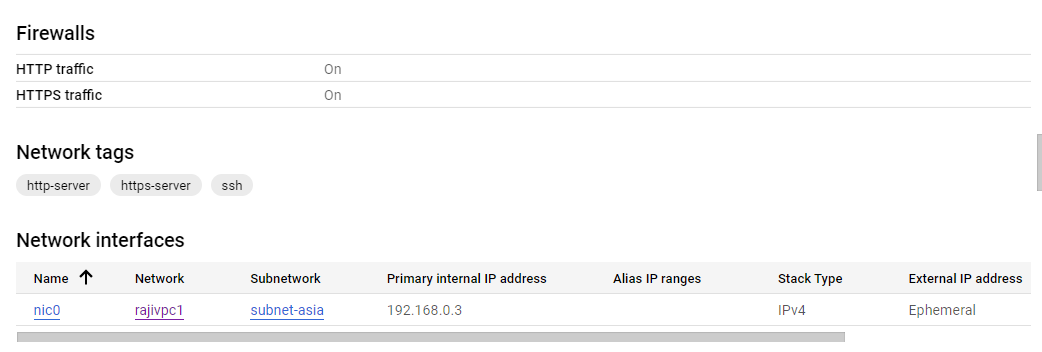 Firewalls
HTTP traffic On
HTTPS traffic On
Network tags
http-server https-server ssh
Network interfaces
Name Network Subnetwork Primary internal IP address Alias IP ranges Stack Type External IP address
nic0 rajivpc1 subnet-asia 192.168.0.3 IPv4 Ephemeral